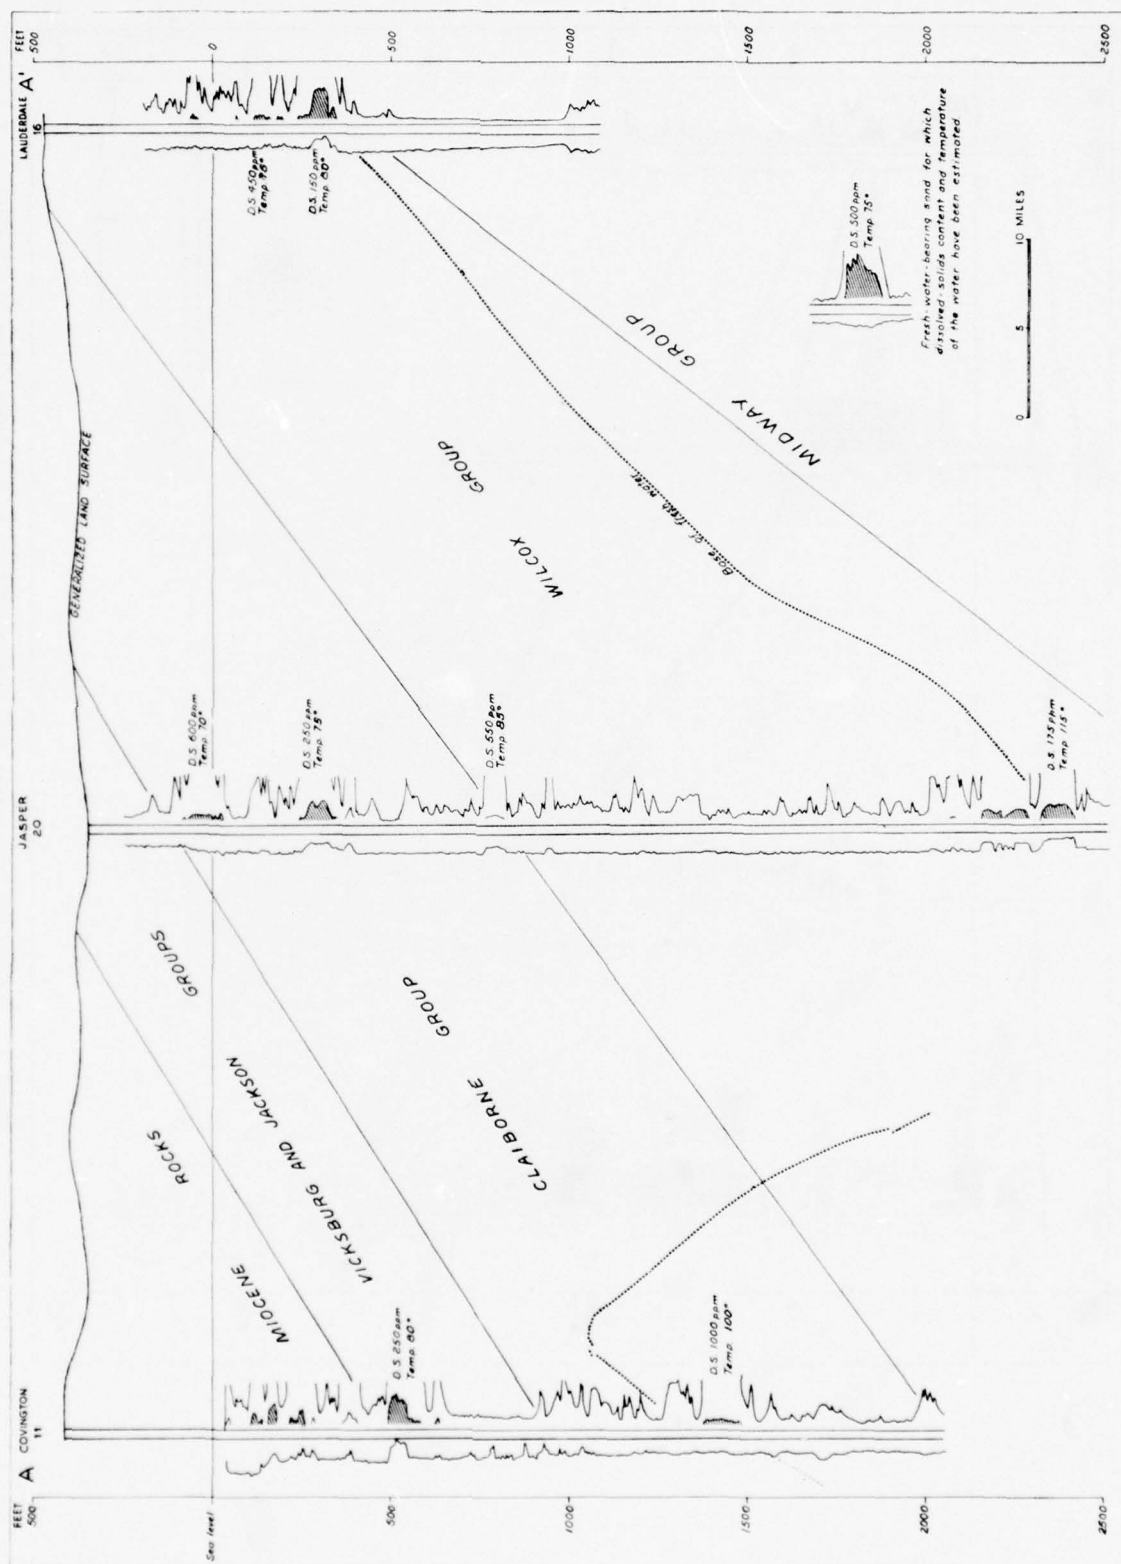 A
COVINGTON
11
JASPER
20
LAUDERDALE
A'
16
FEET
500
Sea level
500
1000
1500
2000
2500
FEET
500
0
500
1000
1500
2000
2500
GENERALIZED LAND SURFACE
MIOCENE ROCKS
VICKSBURG AND JACKSON GROUPS
CLAIBORNE GROUP
WILCOX GROUP
MIDWAY GROUP
Base of fresh water
D.S. 250 ppm
Temp. 80°
D.S. 1000 ppm
Temp. 100°
D.S. 600 ppm
Temp. 70°
D.S. 250 ppm
Temp. 75°
D.S. 550 ppm
Temp. 85°
D.S. 175 ppm
Temp. 115°
D.S. 450 ppm
D.S. 150 ppm
Temp. 80°
D.S. 500 ppm
Temp. 75°
Fresh-water-bearing sand for which
dissolved-solids content and temperature
of the water have been estimated
0
5
10 MILES